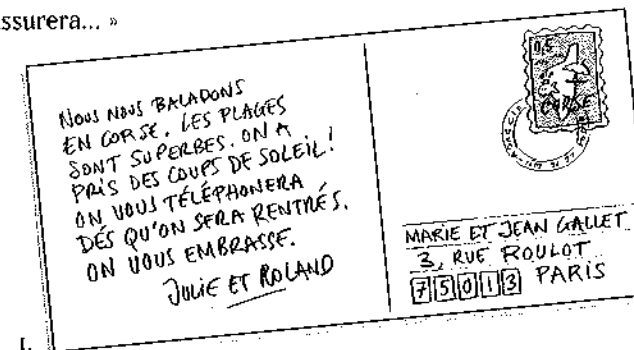 ssurera... »
NOUS NOUS BALADONS
EN CORSE. LES PLAGES
SONT SUPERBES. ON A
PRIS DES COUPS DE SOLEIL!
ON VOUS TÉLÉPHONERA
DÈS QU'ON SERA RENTRÉS.
ON VOUS EMBRASSE.
JULIE ET ROLAND
0,5
CORSE
MARIE ET JEAN GALLET
3, RUE ROULOT
75013 PARIS